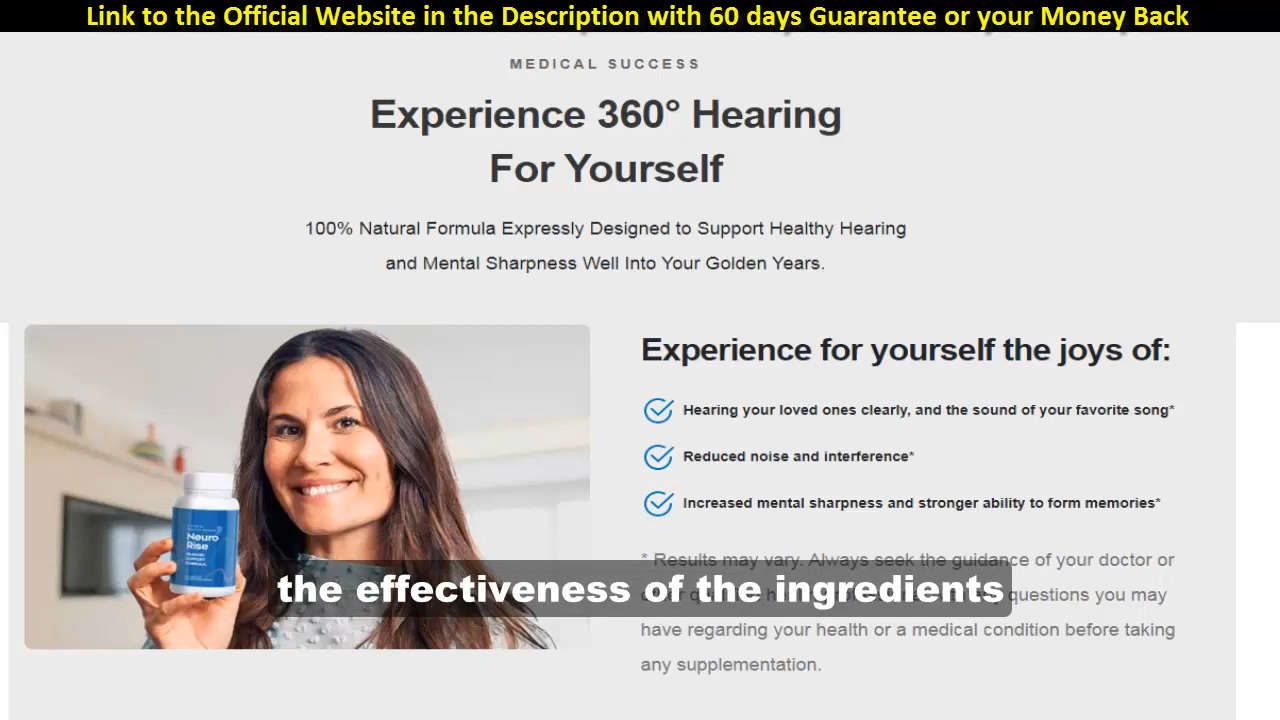 Link to the Official Website in the Description with 60 days Guarantee or your Money Back
MEDICAL SUCCESS
Experience 360° Hearing
For Yourself
100% Natural Formula Expressly Designed to Support Healthy Hearing
and Mental Sharpness Well Into Your Golden Years.
Neuro
Rise
Experience for yourself the joys of:
Hearing your loved ones clearly, and the sound of your favorite song*
Reduced noise and interference*
Increased mental sharpness and stronger ability to form memories*
* Results may vary. Always seek the guidance of your doctor or
the effectiveness of the ingredients
questions you may
have regarding your health or a medical condition before taking
any supplementation.